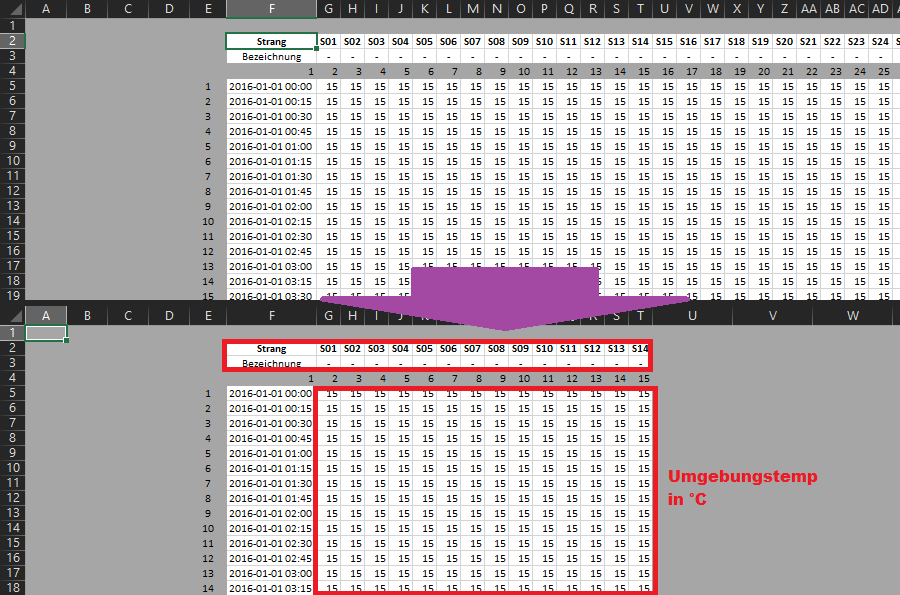 A B C D E F G H I J K L M N O P Q R S T U V W X Y Z AA AB AC AD
1
2 Strang S01 S02 S03 S04 S05 S06 S07 S08 S09 S10 S11 S12 S13 S14 S15 S16 S17 S18 S19 S20 S21 S22 S23 S24
3 Bezeichnung - - - - - - - - - - - - - - - - - - - - - - - -
4 1 2 3 4 5 6 7 8 9 10 11 12 13 14 15 16 17 18 19 20 21 22 23 24 25
5 1 2016-01-01 00:00 15 15 15 15 15 15 15 15 15 15 15 15 15 15 15 15 15 15 15 15 15 15 15 15
6 2 2016-01-01 00:15 15 15 15 15 15 15 15 15 15 15 15 15 15 15 15 15 15 15 15 15 15 15 15 15
7 3 2016-01-01 00:30 15 15 15 15 15 15 15 15 15 15 15 15 15 15 15 15 15 15 15 15 15 15 15 15
8 4 2016-01-01 00:45 15 15 15 15 15 15 15 15 15 15 15 15 15 15 15 15 15 15 15 15 15 15 15 15
9 5 2016-01-01 01:00 15 15 15 15 15 15 15 15 15 15 15 15 15 15 15 15 15 15 15 15 15 15 15 15
10 6 2016-01-01 01:15 15 15 15 15 15 15 15 15 15 15 15 15 15 15 15 15 15 15 15 15 15 15 15 15
11 7 2016-01-01 01:30 15 15 15 15 15 15 15 15 15 15 15 15 15 15 15 15 15 15 15 15 15 15 15 15
12 8 2016-01-01 01:45 15 15 15 15 15 15 15 15 15 15 15 15 15 15 15 15 15 15 15 15 15 15 15 15
13 9 2016-01-01 02:00 15 15 15 15 15 15 15 15 15 15 15 15 15 15 15 15 15 15 15 15 15 15 15 15
14 10 2016-01-01 02:15 15 15 15 15 15 15 15 15 15 15 15 15 15 15 15 15 15 15 15 15 15 15 15 15
15 11 2016-01-01 02:30 15 15 15 15 15 15 15 15 15 15 15 15 15 15 15 15 15 15 15 15 15 15 15 15
16 12 2016-01-01 02:45 15 15 15 15 15 15 15 15 15 15 15 15 15 15 15 15 15 15 15 15 15 15 15 15
17 13 2016-01-01 03:00 15 15 15 15 15 15 15 15 15 15 15 15 15 15 15 15 15 15 15 15 15 15 15 15
18 14 2016-01-01 03:15 15 15 15 15 15 15 15 15 15 15 15 15 15 15 15 15
19 15 2016-01-01 03:30 15 15 15 15 15 15 15 15 15 15 15 15 15 15 15 15
A B C D E F G H I J R S T U V W
1
2 Strang S01 S02 S03 S04 S05 S06 S07 S08 S09 S10 S11 S12 S13 S14
3 Bezeichnung - - - - - - - - - - - - - -
4 1 2 3 4 5 6 7 8 9 10 11 12 13 14 15
5 1 2016-01-01 00:00 15 15 15 15 15 15 15 15 15 15 15 15 15 15
6 2 2016-01-01 00:15 15 15 15 15 15 15 15 15 15 15 15 15 15 15
7 3 2016-01-01 00:30 15 15 15 15 15 15 15 15 15 15 15 15 15 15
8 4 2016-01-01 00:45 15 15 15 15 15 15 15 15 15 15 15 15 15 15
9 5 2016-01-01 01:00 15 15 15 15 15 15 15 15 15 15 15 15 15 15
10 6 2016-01-01 01:15 15 15 15 15 15 15 15 15 15 15 15 15 15 15
Umgebungstemp
11 7 2016-01-01 01:30 15 15 15 15 15 15 15 15 15 15 15 15 15 15
12 8 2016-01-01 01:45 15 15 15 15 15 15 15 15 15 15 15 15 15 15
in °C
13 9 2016-01-01 02:00 15 15 15 15 15 15 15 15 15 15 15 15 15 15
14 10 2016-01-01 02:15 15 15 15 15 15 15 15 15 15 15 15 15 15 15
15 11 2016-01-01 02:30 15 15 15 15 15 15 15 15 15 15 15 15 15 15
16 12 2016-01-01 02:45 15 15 15 15 15 15 15 15 15 15 15 15 15 15
17 13 2016-01-01 03:00 15 15 15 15 15 15 15 15 15 15 15 15 15 15
18 14 2016-01-01 03:15 15 15 15 15 15 15 15 15 15 15 15 15 15 15